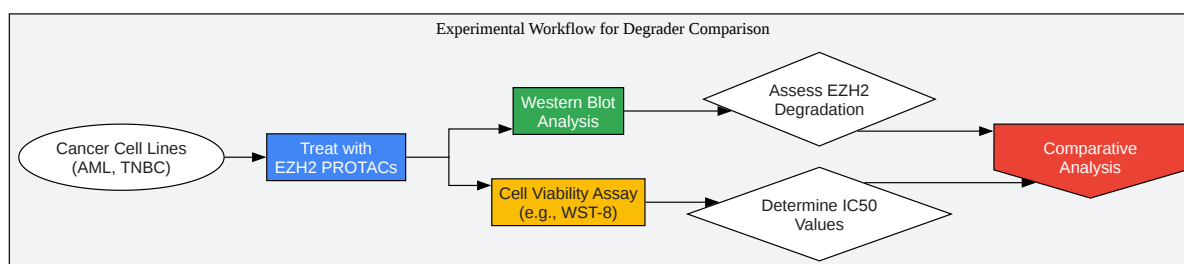 Experimental Workflow for Degrader Comparison
Cancer Cell Lines
(AML, TNBC)
Treat with
EZH2 PROTACs
Western Blot
Analysis
Assess EZH2
Degradation
Cell Viability Assay
(e.g., WST-8)
Determine IC50
Values
Comparative
Analysis